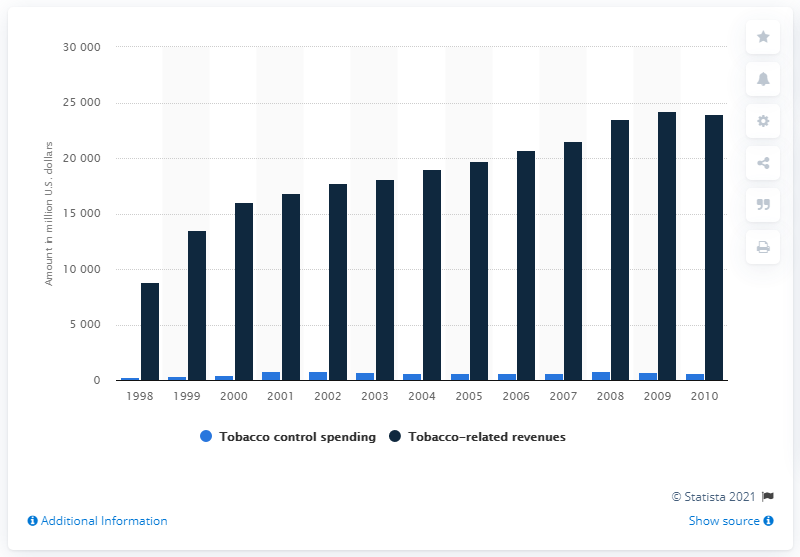 30 000
25 000
20 000
15 000
10 000
5 000
0
Amount in million U.S. dollars
1998 1999 2000 2001 2002 2003 2004 2005 2006 2007 2008 2009 2010
Tobacco control spending Tobacco-related revenues
© Statista 2021
Additional Information Show source